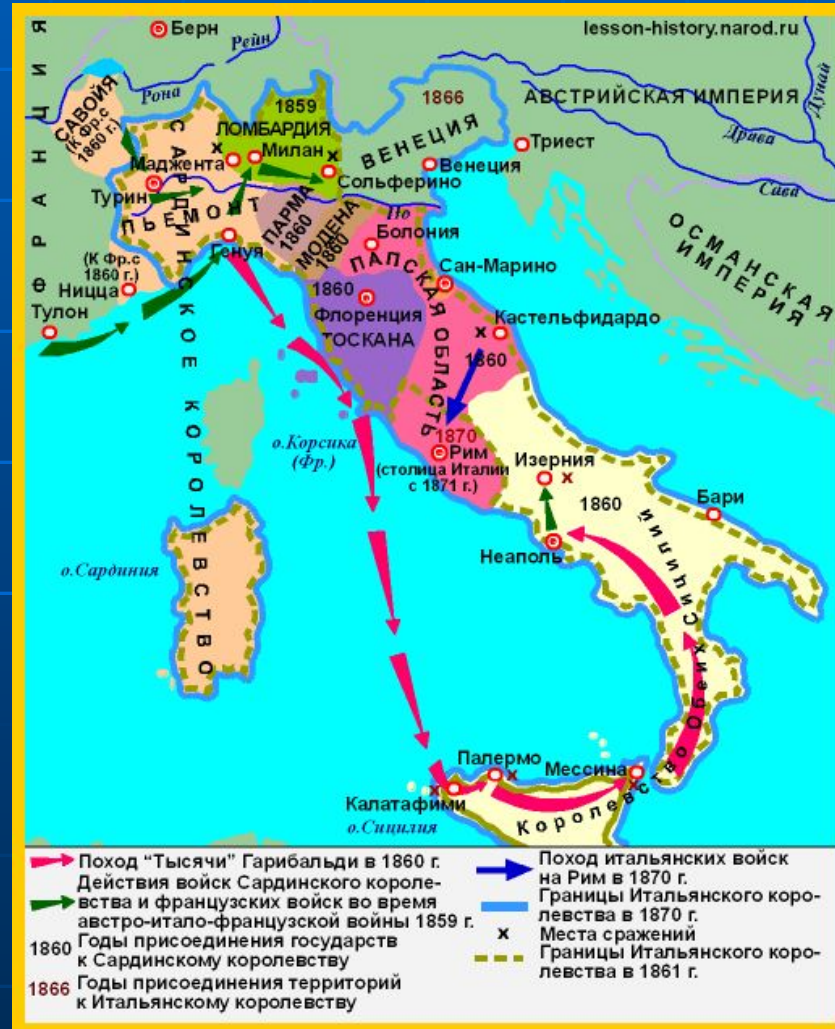 lesson-history.narod.ru
Берн
Рейн
Рона
ФРАНЦИЯ
САВОЙЯ
(К Фр.с
1860 г.)
САРДИНСКОЕ КОРОЛЕВСТВО
1859
ЛОМБАРДИЯ
Милан
Маджента
Турин
ПЬЕМОНТ
Сольферино
1866
ВЕНЕЦИЯ
Венеция
АВСТРИЙСКАЯ ИМПЕРИЯ
Дунай
Драва
Сава
Триест
ОСМАНСКАЯ
ИМПЕРИЯ
ПАРМА
1860
МОДЕНА
1860
По
Болония
ПАПСКАЯ ОБЛАСТЬ
Генуя
(К Фр.с
1860 г.)
Ницца
Тулон
Сан-Марино
1860
Флоренция
ТОСКАНА
Кастельфидардо
1860
1870
Рим
(столица Италии
с 1871 г.)
о.Корсика
(Фр.)
Изерния
1860
Бари
Неаполь
о.Сардиния
Королевство Обеих Сицилий
Палермо
Мессина
Калатафими
о.Сицилия
Поход “Тысячи” Гарибальди в 1860 г.
Действия войск Сардинского королe-
вства и французских войск во время
австро-итало-французской войны 1859 г.
1860 Годы присоединения государств
к Сардинскому королевству
1866 Годы присоединения территорий
к Итальянскому королевству
Поход итальянских войск
на Рим в 1870 г.
Границы Итальянского коро-
левства в 1870 г.
x Места сражений
Границы Итальянского коро-
левства в 1861 г.